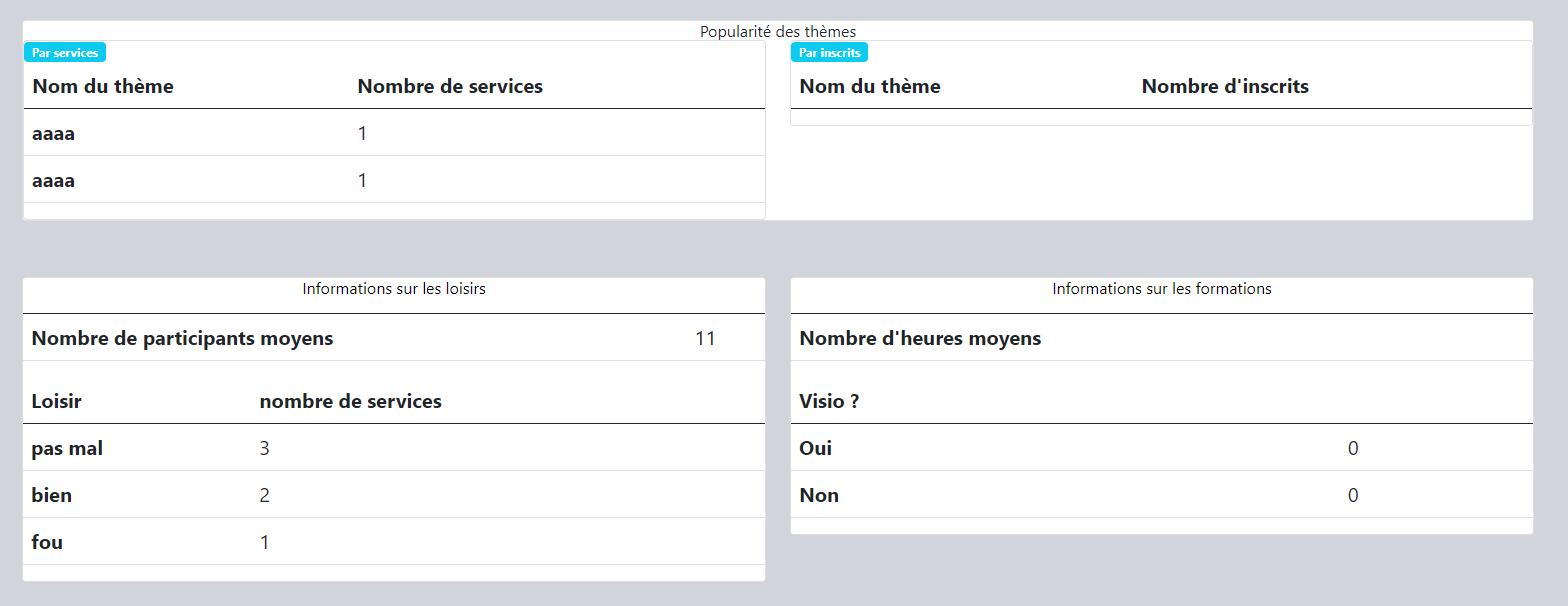 Popularité des thèmes
Par services
Nom du thème Nombre de services
aaaa 1
aaaa 1
Par inscrits
Nom du thème Nombre d'inscrits
Informations sur les loisirs
Nombre de participants moyens 11
Loisir nombre de services
pas mal 3
bien 2
fou 1
Informations sur les formations
Nombre d'heures moyens
Visio ?
Oui 0
Non 0